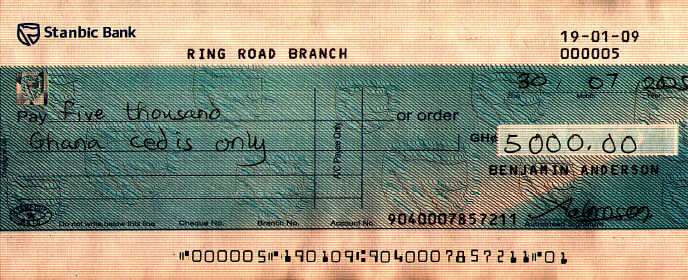 Stanbic Bank
19-01-09
RING ROAD BRANCH 000005
30 07 2025
Pay Five thousand or order
Ghana cedis only GH¢ 5000.00
A/C Payee Only
BENJAMIN ANDERSON
9040007857211
Do not write below this line Cheque No. Branch No. Account No.
⑈000005⑈190109⑆9040007857211⑈01